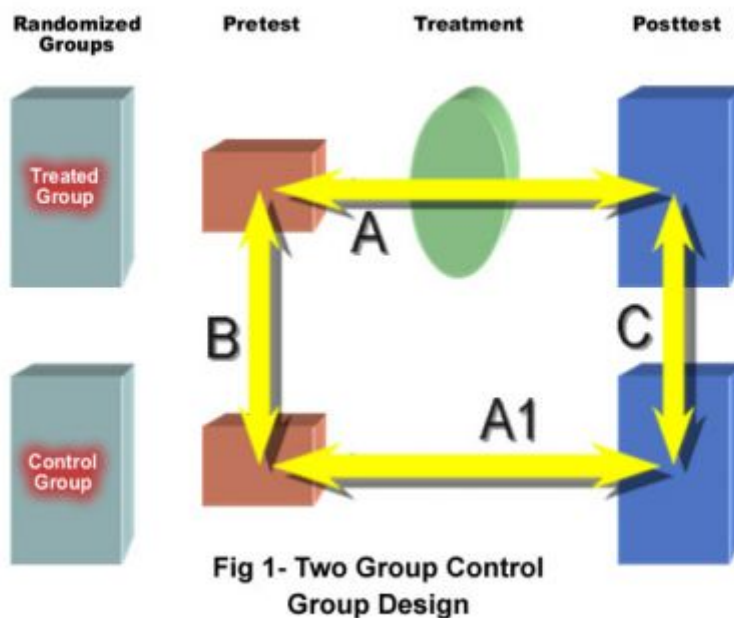 Randomized
Groups
Pretest
Treatment
Posttest
Treated
Group
A
B
C
A1
Control
Group
Fig 1- Two Group Control
Group Design